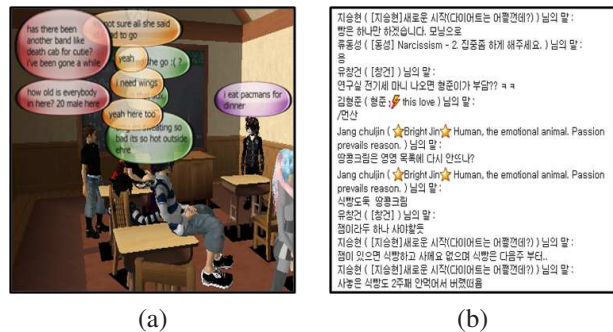 has there been
another band like
death cab for cutie?
i've been gone a while
how old is everybody
in here? 20 male here
not sure all she said
to go
yeah
he go :( ?
i need wings
yeah here too
sweating so
bad its so hot outside
ehre
i eat pacmans for
dinner
(a)
지승현 ( [지승현]새로운 시작(다이어트는 어쩔껀데?) ) 님의 말 :
빵은 하나만 하겠습니다. 모닝으로
류동성 ( [동성] Narcissism - 2. 집중좀 하게 해주세요. ) 님의 말 :
응
유창건 ( [창건] ) 님의 말 :
연구실 전기세 마니 나오면 형준이가 부담?? ㅋㅋ
김형준 ( 형준 this love ) 님의 말 :
/먼산
Jang chuljin ( Bright Jin Human, the emotional animal. Passion
prevails reason. ) 님의 말 :
땅콩크림은 영영 목록에 다시 안쓰나?
Jang chuljin ( Bright Jin Human, the emotional animal. Passion
prevails reason. ) 님의 말 :
식빵도둑 땅콩크림
유창건 ( [창건] ) 님의 말 :
잼이라두 하나 사야할듯
지승현 ( [지승현]새로운 시작(다이어트는 어쩔껀데?) ) 님의 말 :
잼이 있으면 식빵하고 사께요 없으며 식빵은 다음주 부터..
지승현 ( [지승현]새로운 시작(다이어트는 어쩔껀데?) ) 님의 말 :
사놓은 식빵도 2주째 안먹어서 버렸떠욤
(b)